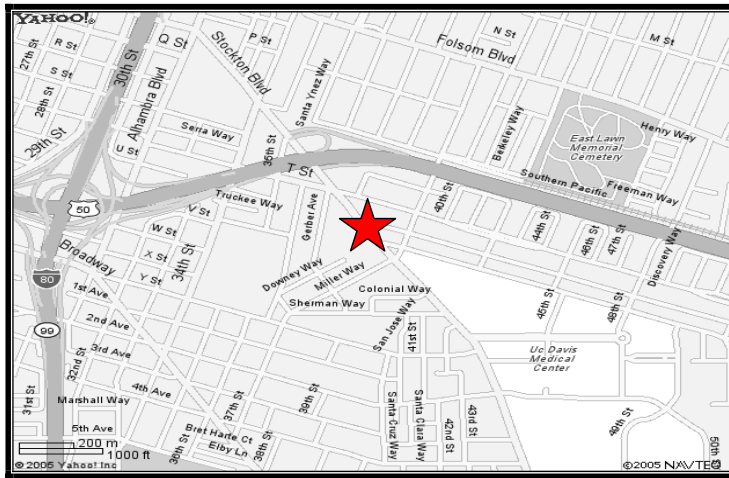 YAHOO!
27th St
R St
S St
28th St
29th St
30th St
Q St
Alhambra Blvd
U St
P St
Stockton Blvd
Santa Ynez Way
Serra Way
35th St
T St
Truckee Way
V St
W St
X St
Y St
34th St
Gerber Ave
N St
M St
Folsom Blvd
Berkeley Way
East Lawn
Memorial
Cemetery
Henry Way
Southern Pacific
Freeman Way
40th St
44th St
46th St
47th St
Discovery Way
50
80
99
Broadway
1st Ave
2nd Ave
3rd Ave
4th Ave
5th Ave
32nd St
31st St
Marshall Way
Downey Way
Miller Way
Sherman Way
Colonial Way
San Jose Way
41st St
45th St
48th St
Uc Davis
Medical
Center
37th St
39th St
Bret Harte Ct
Elby Ln
36th St
38th St
Santa Cruz Way
Santa Clara Way
42nd St
43rd St
49th St
50th St
200 m
1000 ft
© 2005 Yahoo! Inc
©2005 NAVTEQ